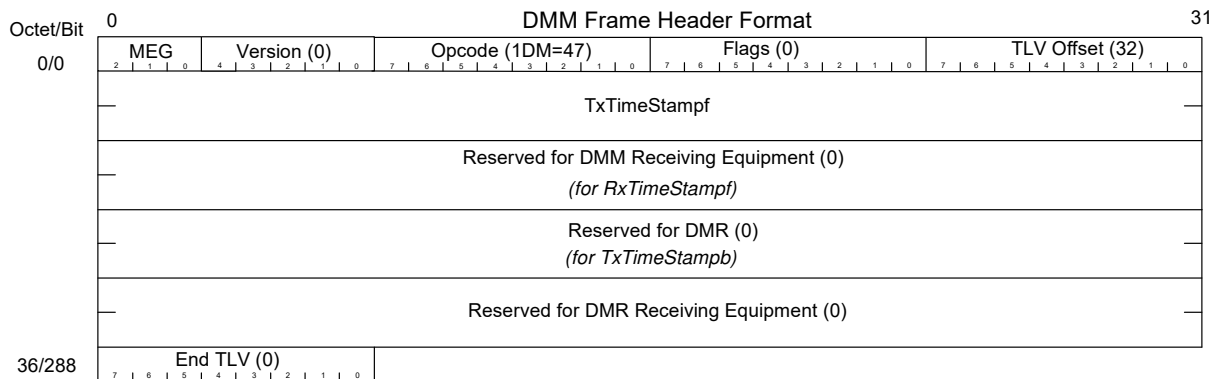 DMM Frame Header Format
Octet/Bit 0 31
0/0 MEG Version (0) Opcode (1DM=47) Flags (0) TLV Offset (32)
2 1 0 4 3 2 1 0 7 6 5 4 3 2 1 0 7 6 5 4 3 2 1 0 7 6 5 4 3 2 1 0
TxTimeStampf
Reserved for DMM Receiving Equipment (0)
(for RxTimeStampf)
Reserved for DMR (0)
(for TxTimeStampb)
Reserved for DMR Receiving Equipment (0)
36/288 End TLV (0)
7 6 5 4 3 2 1 0